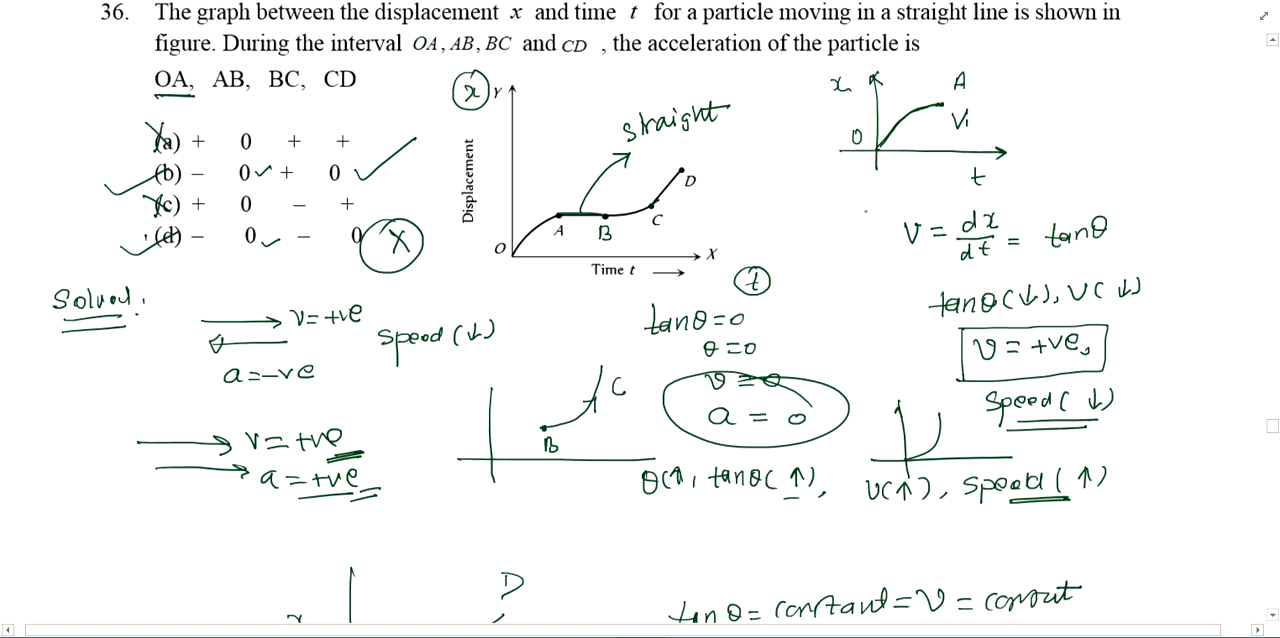 36. The graph between the displacement x and time t for a particle moving in a straight line is shown in
figure. During the interval OA, AB, BC and CD , the acceleration of the particle is
OA, AB, BC, CD
(a) + 0 + +
(b) – 0 + 0
(c) + 0 – +
(d) – 0 – 0
X
x
Y
Displacement
straight
O
A
B
C
D
X
Time t
t
x
A
V
0
t
v = dx/dt = tanθ
tanθ(↓), v(↓)
v = +ve,
Speed(↓)
Solved:
v=+ve
a=-ve
Speed(↓)
tanθ=0
θ=0
v=0
a = 0
v=+ve
a=+ve
B
C
θ(↑, tanθ(↑),
v(↑), Speed(↑)
D
tanθ= constant = v =